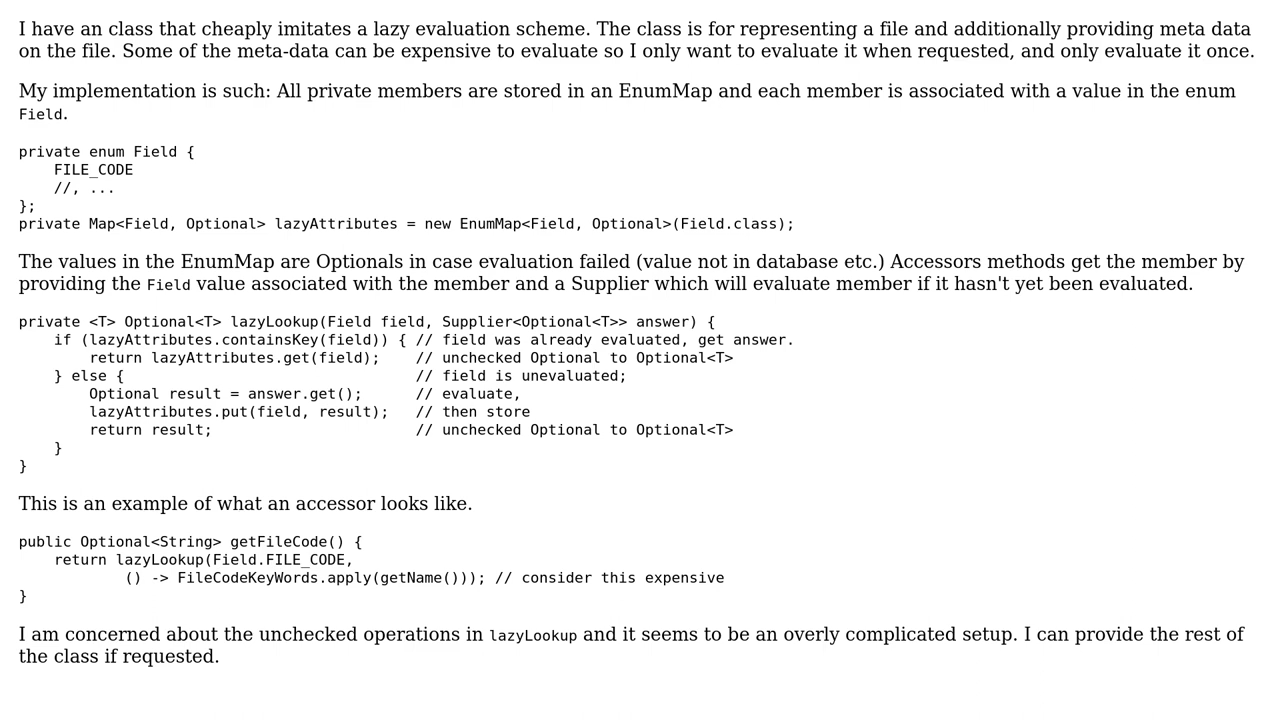 I have an class that cheaply imitates a lazy evaluation scheme. The class is for representing a file and additionally providing meta data
on the file. Some of the meta-data can be expensive to evaluate so I only want to evaluate it when requested, and only evaluate it once.
My implementation is such: All private members are stored in an EnumMap and each member is associated with a value in the enum
Field.
private enum Field {
    FILE_CODE
    //, ...
};
private Map<Field, Optional> lazyAttributes = new EnumMap<Field, Optional>(Field.class);
The values in the EnumMap are Optionals in case evaluation failed (value not in database etc.) Accessors methods get the member by
providing the Field value associated with the member and a Supplier which will evaluate member if it hasn't yet been evaluated.
private <T> Optional<T> lazyLookup(Field field, Supplier<Optional<T>> answer) {
    if (lazyAttributes.containsKey(field)) { // field was already evaluated, get answer.
        return lazyAttributes.get(field);    // unchecked Optional to Optional<T>
    } else {                                 // field is unevaluated;
        Optional result = answer.get();      // evaluate,
        lazyAttributes.put(field, result);   // then store
        return result;                       // unchecked Optional to Optional<T>
    }
}
This is an example of what an accessor looks like.
public Optional<String> getFileCode() {
    return lazyLookup(Field.FILE_CODE,
            () -> FileCodeKeyWords.apply(getName())); // consider this expensive
}
I am concerned about the unchecked operations in lazyLookup and it seems to be an overly complicated setup. I can provide the rest of
the class if requested.